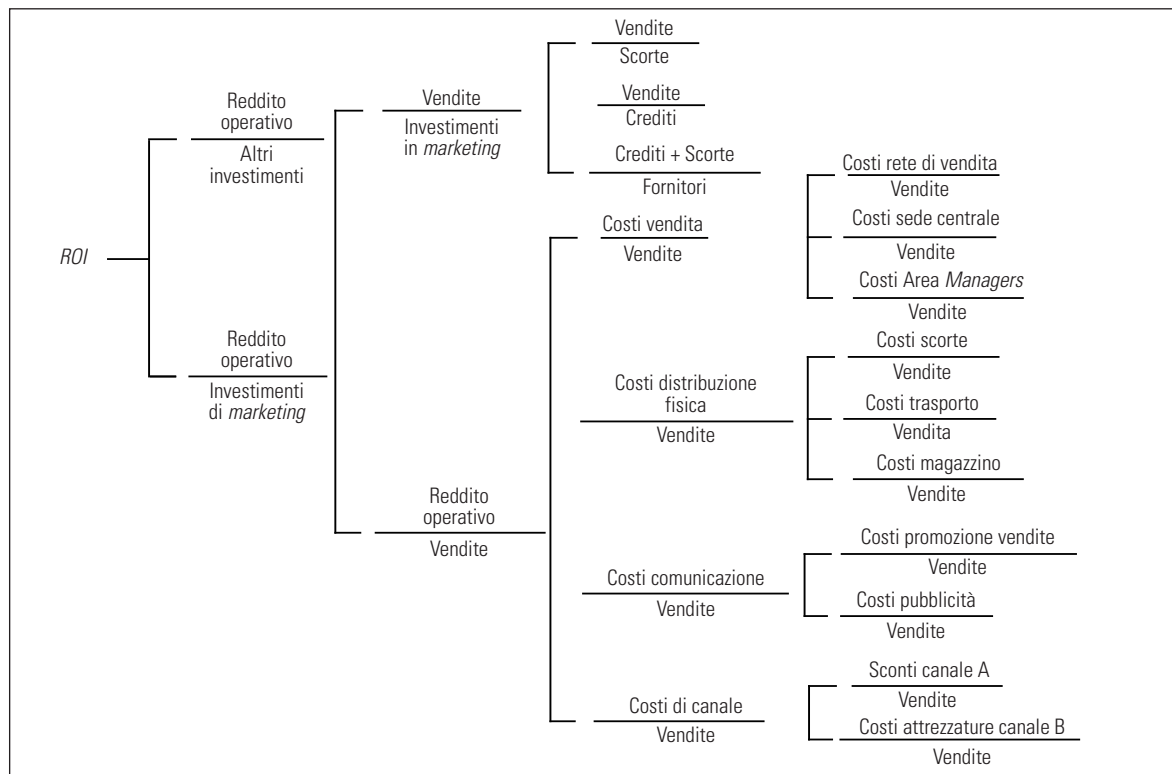 Vendite
Scorte
Reddito
operativo
Altri
investimenti
Vendite
Investimenti
in marketing
Vendite
Crediti
Crediti + Scorte
Fornitori
Costi rete di vendita
Vendite
Costi vendita
Vendite
Costi sede centrale
Vendite
ROI
Costi Area Managers
Vendite
Reddito
operativo
Investimenti
di marketing
Costi scorte
Vendite
Costi distribuzione
fisica
Vendite
Costi trasporto
Vendita
Costi magazzino
Vendite
Reddito
operativo
Vendite
Costi promozione vendite
Vendite
Costi comunicazione
Vendite
Costi pubblicità
Vendite
Sconti canale A
Vendite
Costi di canale
Vendite
Costi attrezzature canale B
Vendite